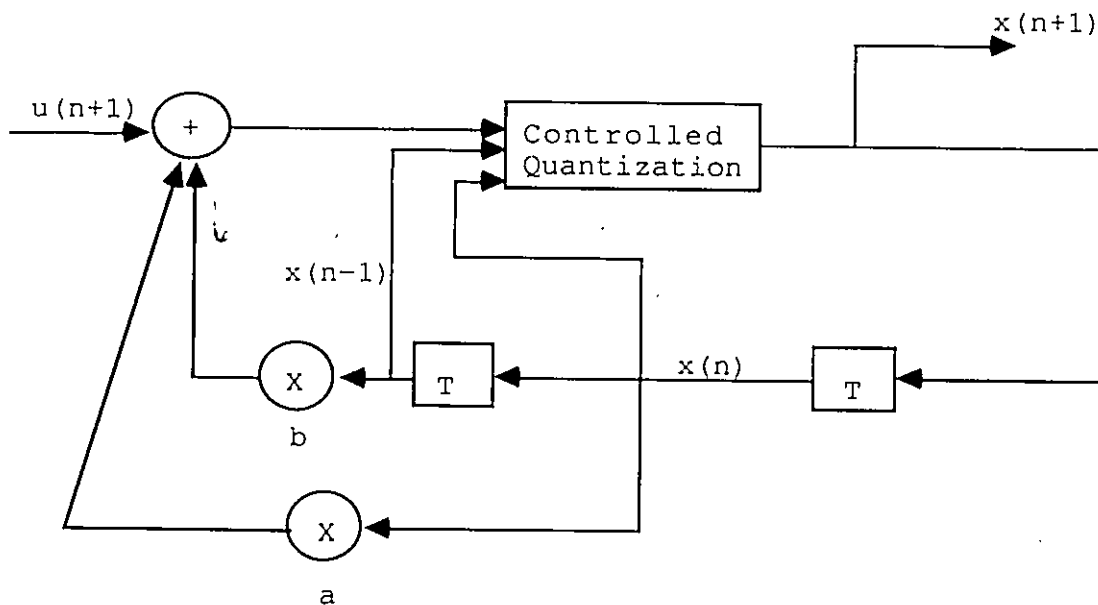 x(n+1)
u(n+1)
+
Controlled
Quantization
x(n-1)
x(n)
X
T
T
b
X
a